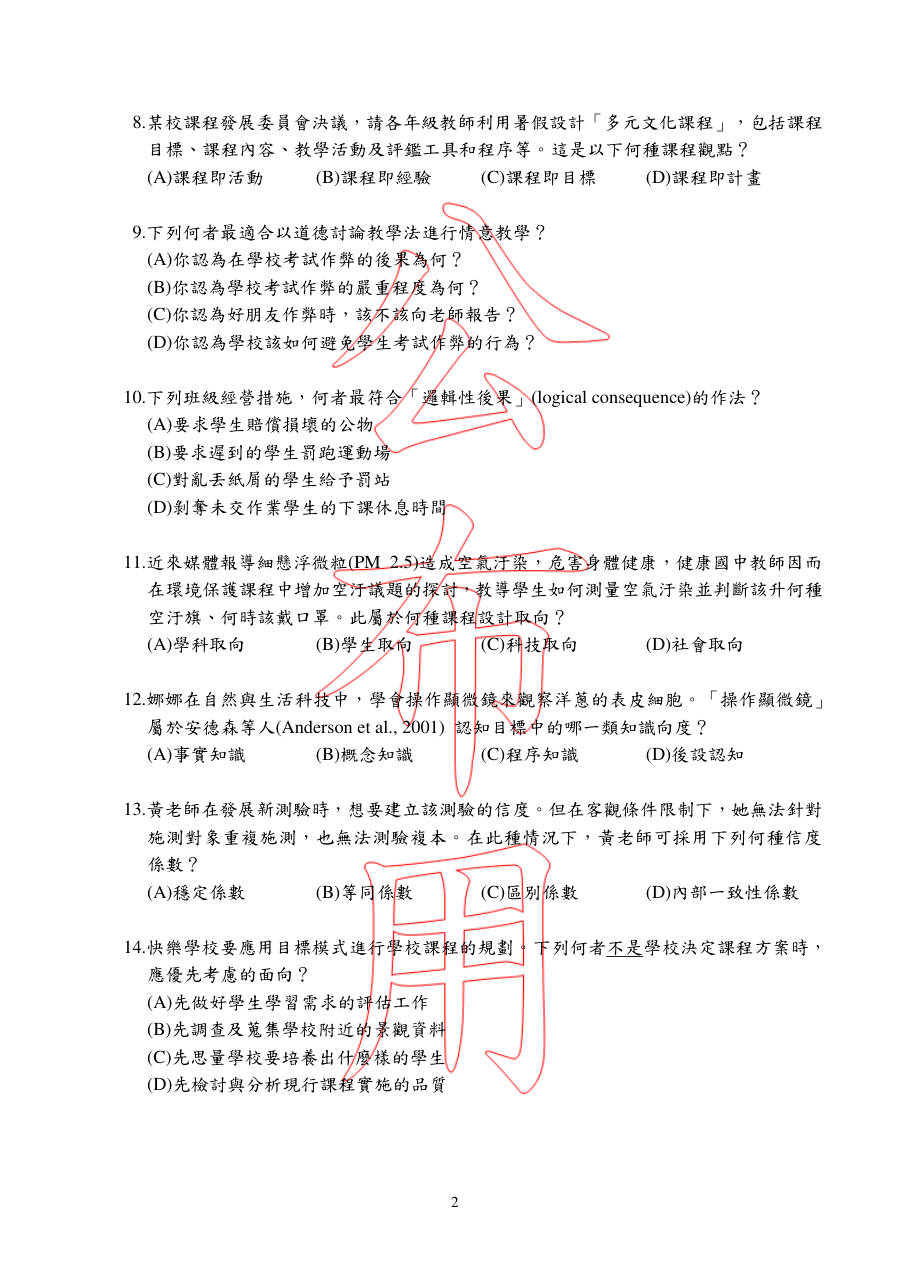 8.某校課程發展委員會決議，請各年級教師利用暑假設計「多元文化課程」，包括課程
目標、課程內容、教學活動及評鑑工具和程序等。這是以下何種課程觀點？
(A)課程即活動 (B)課程即經驗 (C)課程即目標 (D)課程即計畫
9.下列何者最適合以道德討論教學法進行情意教學？
(A)你認為在學校考試作弊的後果為何？
(B)你認為學校考試作弊的嚴重程度為何？
(C)你認為好朋友作弊時，該不該向老師報告？
(D)你認為學校該如何避免學生考試作弊的行為？
10.下列班級經營措施，何者最符合「邏輯性後果」(logical consequence)的作法？
(A)要求學生賠償損壞的公物
(B)要求遲到的學生罰跑運動場
(C)對亂丟紙屑的學生給予罰站
(D)剝奪未交作業學生的下課休息時間
11.近來媒體報導細懸浮微粒(PM 2.5)造成空氣汙染，危害身體健康，健康國中教師因而
在環境保護課程中增加空汙議題的探討，教導學生如何測量空氣汙染並判斷該升何種
空汙旗、何時該戴口罩。此屬於何種課程設計取向？
(A)學科取向 (B)學生取向 (C)科技取向 (D)社會取向
12.娜娜在自然與生活科技中，學會操作顯微鏡來觀察洋蔥的表皮細胞。「操作顯微鏡」
屬於安德森等人(Anderson et al., 2001) 認知目標中的哪一類知識向度？
(A)事實知識 (B)概念知識 (C)程序知識 (D)後設認知
13.黃老師在發展新測驗時，想要建立該測驗的信度。但在客觀條件限制下，她無法針對
施測對象重複施測，也無法測驗複本。在此種情況下，黃老師可採用下列何種信度
係數？
(A)穩定係數 (B)等同係數 (C)區別係數 (D)內部一致性係數
14.快樂學校要應用目標模式進行學校課程的規劃。下列何者不是學校決定課程方案時，
應優先考慮的面向？
(A)先做好學生學習需求的評估工作
(B)先調查及蒐集學校附近的景觀資料
(C)先思量學校要培養出什麼樣的學生
(D)先檢討與分析現行課程實施的品質
公布用
2